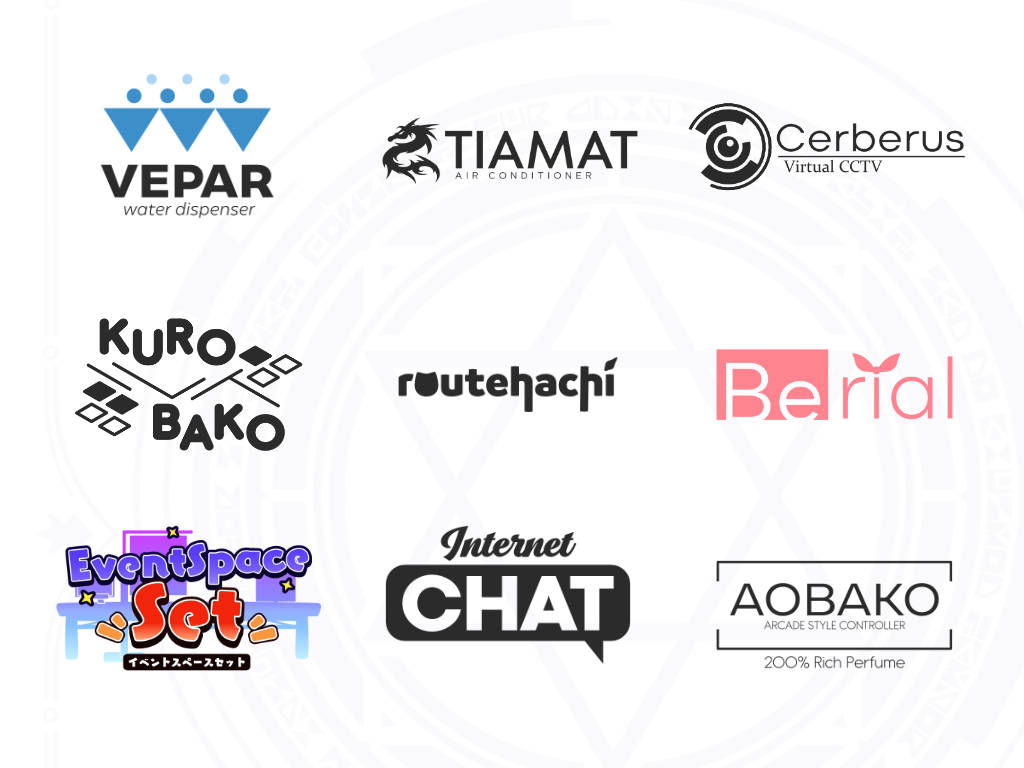 VEPAR
water dispenser
TIAMAT
AIR CONDITIONER
Cerberus
Virtual CCTV
KURO
BAKO
routehachi
Berial
EventSpace
Set
イベントスペースセット
Internet
CHAT
AOBAKO
ARCADE STYLE CONTROLLER
200% Rich Perfume